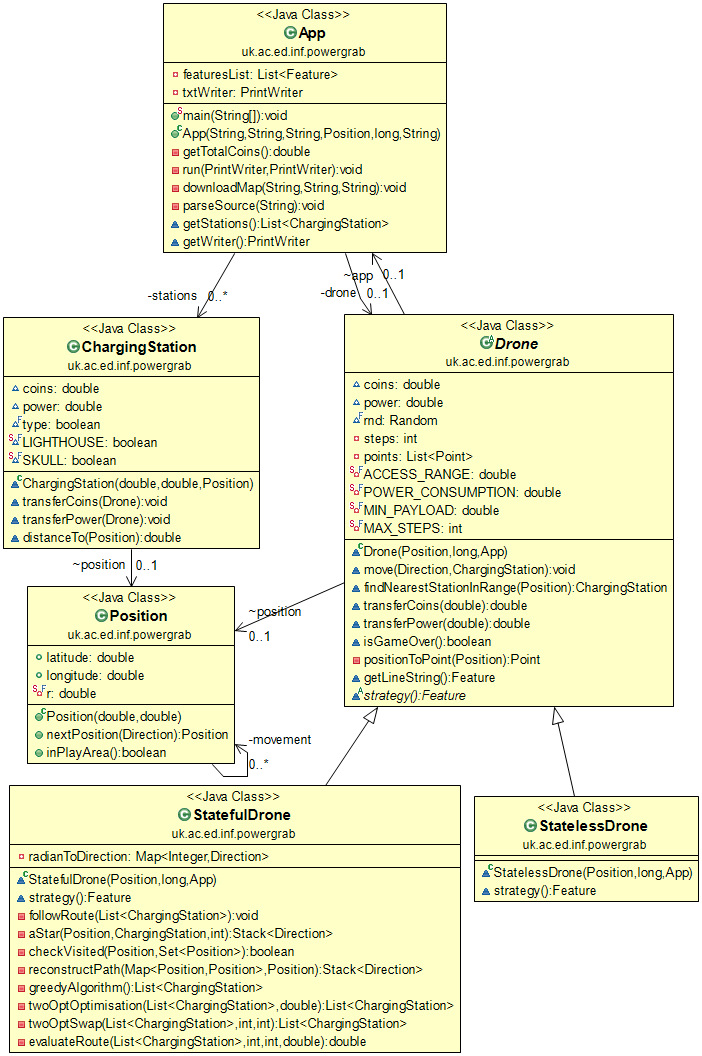 <<Java Class>>
App
uk.ac.ed.inf.powergrab
featuresList: List<Feature>
txtWriter: PrintWriter
main(String[]):void
App(String,String,String,Position,long,String)
getTotalCoins():double
run(PrintWriter,PrintWriter):void
downloadMap(String,String,String):void
parseSource(String):void
getStations():List<ChargingStation>
getWriter():PrintWriter
-stations 0..*
~app 0..1
-drone 0..1
<<Java Class>>
ChargingStation
uk.ac.ed.inf.powergrab
coins: double
power: double
type: boolean
LIGHTHOUSE: boolean
SKULL: boolean
ChargingStation(double,double,Position)
transferCoins(Drone):void
transferPower(Drone):void
distanceTo(Position):double
<<Java Class>>
Drone
uk.ac.ed.inf.powergrab
coins: double
power: double
rnd: Random
steps: int
points: List<Point>
ACCESS_RANGE: double
POWER_CONSUMPTION: double
MIN_PAYLOAD: double
MAX_STEPS: int
Drone(Position,long,App)
move(Direction,ChargingStation):void
findNearestStationInRange(Position):ChargingStation
transferCoins(double):double
transferPower(double):double
isGameOver():boolean
positionToPoint(Position):Point
getLineString():Feature
strategy():Feature
~position 0..1
<<Java Class>>
Position
uk.ac.ed.inf.powergrab
latitude: double
longitude: double
r: double
Position(double,double)
nextPosition(Direction):Position
inPlayArea():boolean
~position
0..1
-movement
0..*
<<Java Class>>
StatefulDrone
uk.ac.ed.inf.powergrab
radianToDirection: Map<Integer,Direction>
StatefulDrone(Position,long,App)
strategy():Feature
followRoute(List<ChargingStation>):void
aStar(Position,ChargingStation,int):Stack<Direction>
checkVisited(Position,Set<Position>):boolean
reconstructPath(Map<Position,Position>,Position):Stack<Direction>
greedyAlgorithm():List<ChargingStation>
twoOptOptimisation(List<ChargingStation>,double):List<ChargingStation>
twoOptSwap(List<ChargingStation>,int,int):List<ChargingStation>
evaluateRoute(List<ChargingStation>,int,int,double):double
<<Java Class>>
StatelessDrone
uk.ac.ed.inf.powergrab
StatelessDrone(Position,long,App)
strategy():Feature